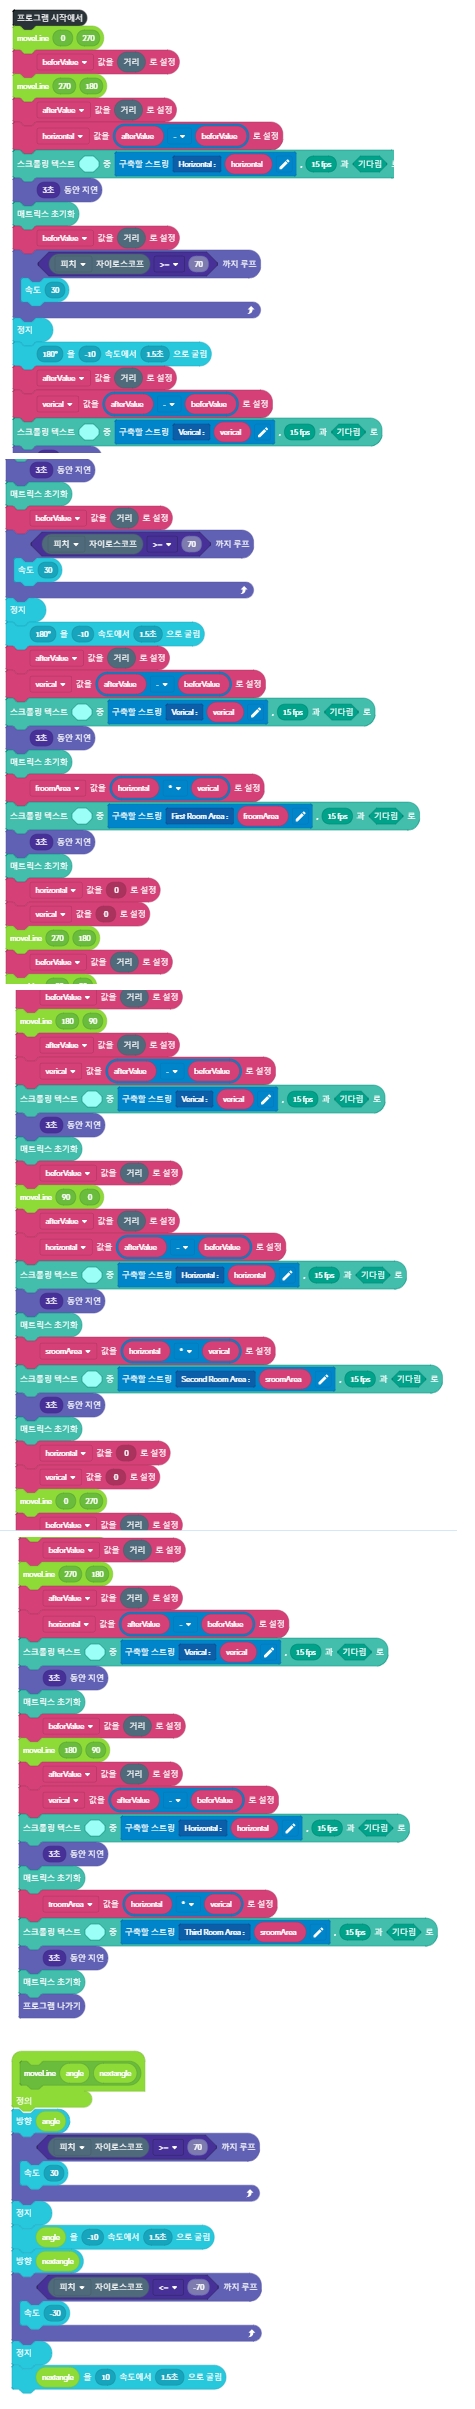 프로그램 시작에서
moveLine 0 270
beforValue 값을 거리 로 설정
moveLine 270 180
afterValue 값을 거리 로 설정
horizontal 값을 afterValue - beforValue 로 설정
스크롤링 텍스트 중 구축할 스트링 Horizontal : horizontal , 15 fps 과 기다림 로
3초 동안 지연
매트릭스 초기화
beforValue 값을 거리 로 설정
피치 자이로스코프 >= 70 까지 루프
속도 30
정지
180° 을 -10 속도에서 1.5초 으로 굴림
afterValue 값을 거리 로 설정
verical 값을 afterValue - beforValue 로 설정
스크롤링 텍스트 중 구축할 스트링 Verical : verical , 15 fps 과 기다림 로
3초 동안 지연
매트릭스 초기화
beforValue 값을 거리 로 설정
피치 자이로스코프 >= 70 까지 루프
속도 30
정지
180° 을 -10 속도에서 1.5초 으로 굴림
afterValue 값을 거리 로 설정
verical 값을 afterValue - beforValue 로 설정
스크롤링 텍스트 중 구축할 스트링 Verical : verical , 15 fps 과 기다림 로
3초 동안 지연
매트릭스 초기화
froomArea 값을 horizontal * verical 로 설정
스크롤링 텍스트 중 구축할 스트링 First Room Area : froomArea , 15 fps 과 기다림 로
3초 동안 지연
매트릭스 초기화
horizontal 값을 0 로 설정
verical 값을 0 로 설정
moveLine 270 180
beforValue 값을 거리 로 설정
beforValue 값을 거리 로 설정
moveLine 180 90
afterValue 값을 거리 로 설정
verical 값을 afterValue - beforValue 로 설정
스크롤링 텍스트 중 구축할 스트링 Verical : verical , 15 fps 과 기다림 로
3초 동안 지연
매트릭스 초기화
beforValue 값을 거리 로 설정
moveLine 90 0
afterValue 값을 거리 로 설정
horizontal 값을 afterValue - beforValue 로 설정
스크롤링 텍스트 중 구축할 스트링 Horizontal : horizontal , 15 fps 과 기다림 로
3초 동안 지연
매트릭스 초기화
sroomArea 값을 horizontal * verical 로 설정
스크롤링 텍스트 중 구축할 스트링 Second Room Area : sroomArea , 15 fps 과 기다림 로
3초 동안 지연
매트릭스 초기화
horizontal 값을 0 로 설정
verical 값을 0 로 설정
moveLine 0 270
beforValue 값을 거리 로 설정
beforValue 값을 거리 로 설정
moveLine 270 180
afterValue 값을 거리 로 설정
horizontal 값을 afterValue - beforValue 로 설정
스크롤링 텍스트 중 구축할 스트링 Verical : verical , 15 fps 과 기다림 로
3초 동안 지연
매트릭스 초기화
beforValue 값을 거리 로 설정
moveLine 180 90
afterValue 값을 거리 로 설정
verical 값을 afterValue - beforValue 로 설정
스크롤링 텍스트 중 구축할 스트링 Horizontal : horizontal , 15 fps 과 기다림 로
3초 동안 지연
매트릭스 초기화
troomArea 값을 horizontal * verical 로 설정
스크롤링 텍스트 중 구축할 스트링 Third Room Area : sroomArea , 15 fps 과 기다림 로
3초 동안 지연
매트릭스 초기화
프로그램 나가기
moveLine angle nextangle
정의
방향 angle
피치 자이로스코프 >= 70 까지 루프
속도 30
정지
angle 을 -10 속도에서 1.5초 으로 굴림
방향 nextangle
피치 자이로스코프 <= -70 까지 루프
속도 -30
정지
nextangle 을 10 속도에서 1.5초 으로 굴림